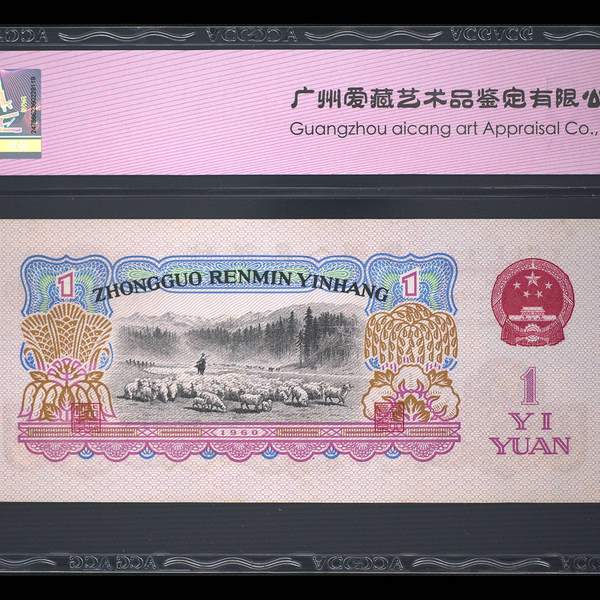 广州爱藏艺术品鉴定有限公
Guangzhou aicang art Appraisal Co.,
ZHONGGUO RENMIN YINHANG
1
1
1960
1
YI
YUAN